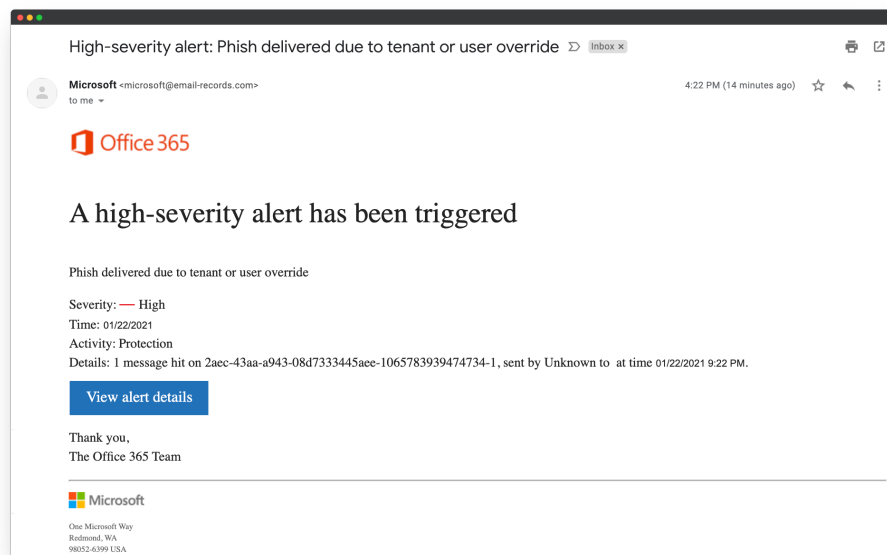 High-severity alert: Phish delivered due to tenant or user override Inbox x
Microsoft <microsoft@email-records.com> 4:22 PM (14 minutes ago)
to me
Office 365
A high-severity alert has been triggered
Phish delivered due to tenant or user override
Severity: — High
Time: 01/22/2021
Activity: Protection
Details: 1 message hit on 2aec-43aa-a943-08d7333445aee-1065783939474734-1, sent by Unknown to  at time 01/22/2021 9:22 PM.
View alert details
Thank you,
The Office 365 Team
Microsoft
One Microsoft Way
Redmond, WA
98052-6399 USA